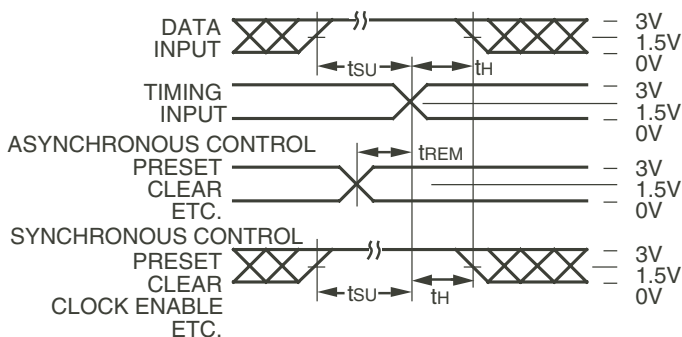 DATA
INPUT
tSU
tH
3V
1.5V
0V
TIMING
INPUT
3V
1.5V
0V
ASYNCHRONOUS CONTROL
PRESET
CLEAR
ETC.
tREM
3V
1.5V
0V
SYNCHRONOUS CONTROL
PRESET
CLEAR
CLOCK ENABLE
ETC.
tSU
tH
3V
1.5V
0V